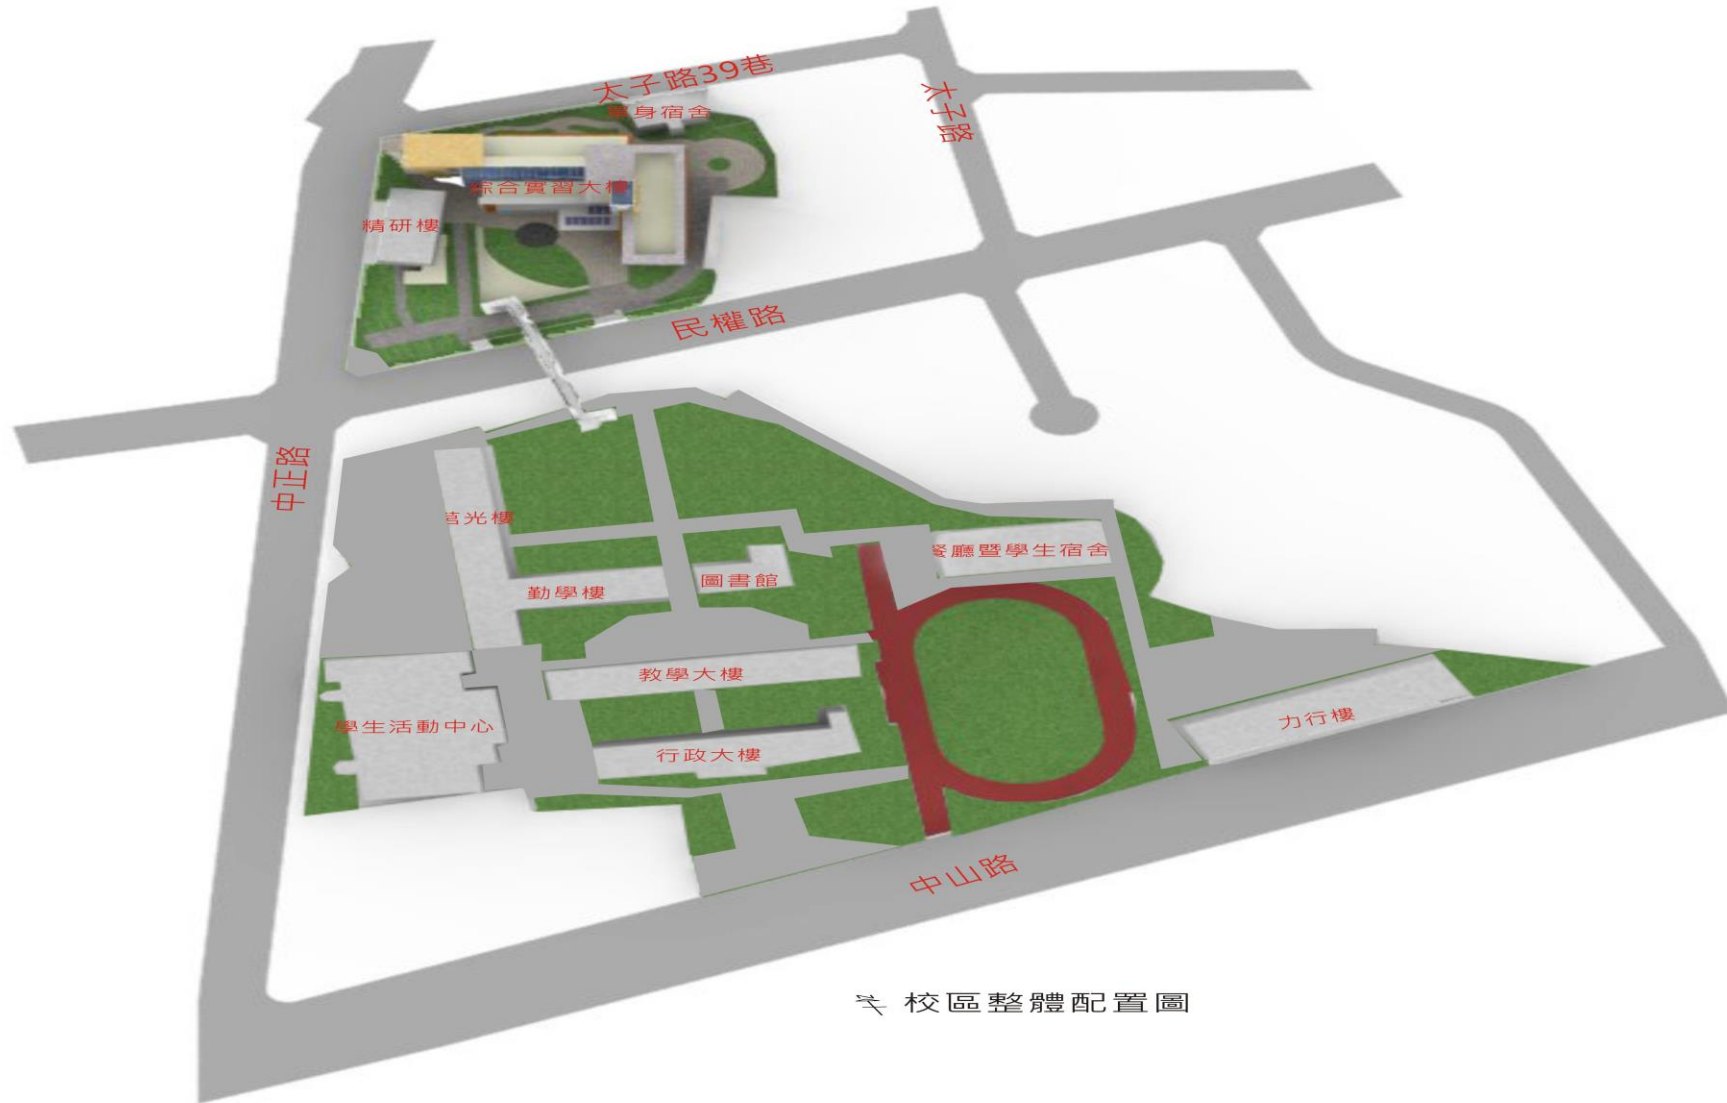 太子路39巷
單身宿舍
太子路
綜合實習大樓
精研樓
民權路
中正路
莒光樓
餐廳暨學生宿舍
勤學樓
圖書館
教學大樓
學生活動中心
力行樓
行政大樓
中山路
校區整體配置圖